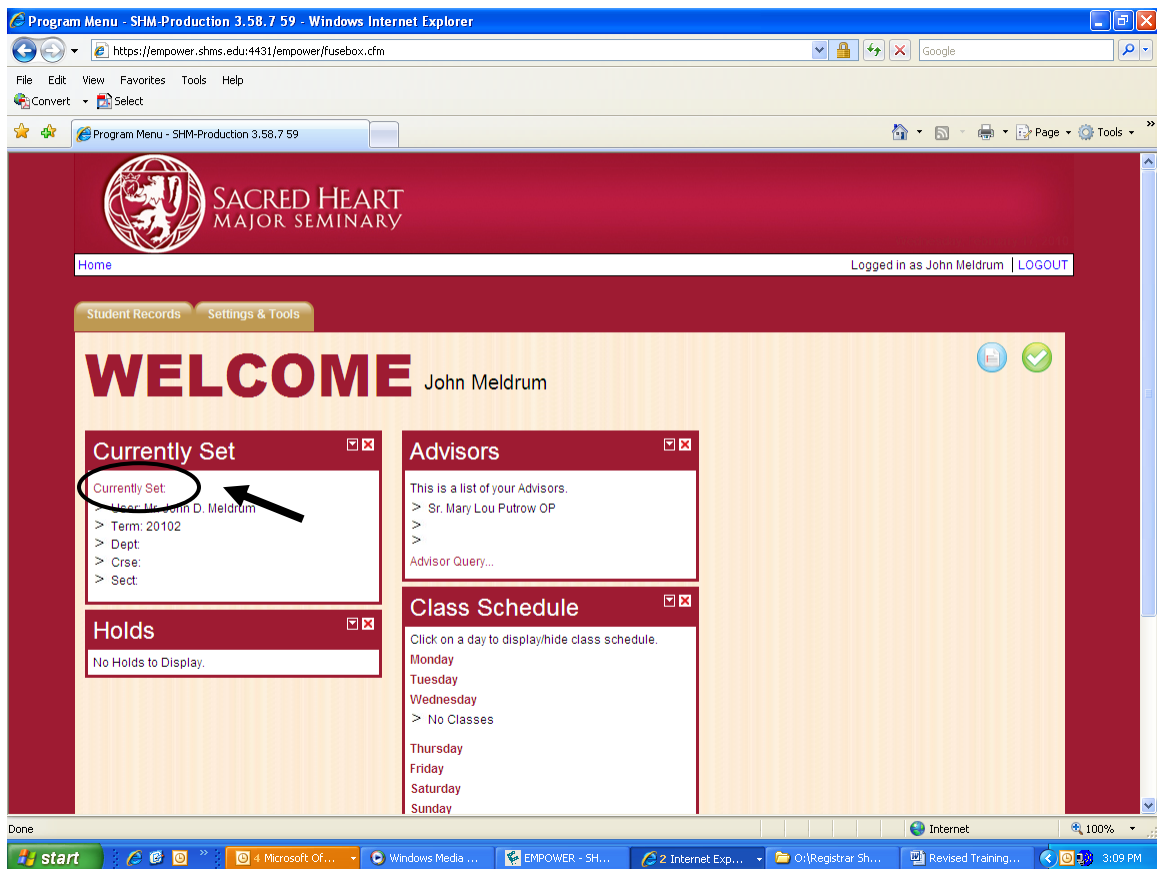 Program Menu - SHM-Production 3.58.7 59 - Windows Internet Explorer
https://empower.shms.edu:4431/empower/fusebox.cfm
Google
File Edit View Favorites Tools Help
Convert Select
Program Menu - SHM-Production 3.58.7 59
Page Tools »
SACRED HEART
MAJOR SEMINARY
Home
Logged in as John Meldrum | LOGOUT
Student Records Settings & Tools
WELCOME John Meldrum
Currently Set
Currently Set:
> User: Mr. John D. Meldrum
> Term: 20102
> Dept:
> Crse:
> Sect:
Holds
No Holds to Display.
Advisors
This is a list of your Advisors.
> Sr. Mary Lou Putrow OP
>
>
Advisor Query...
Class Schedule
Click on a day to display/hide class schedule.
Monday
Tuesday
Wednesday
> No Classes
Thursday
Friday
Saturday
Sunday
Done
Internet
100%
start
»
4 Microsoft Of...
Windows Media ...
EMPOWER - SH...
2 Internet Exp...
O:\Registrar Sh...
Revised Training...
3:09 PM